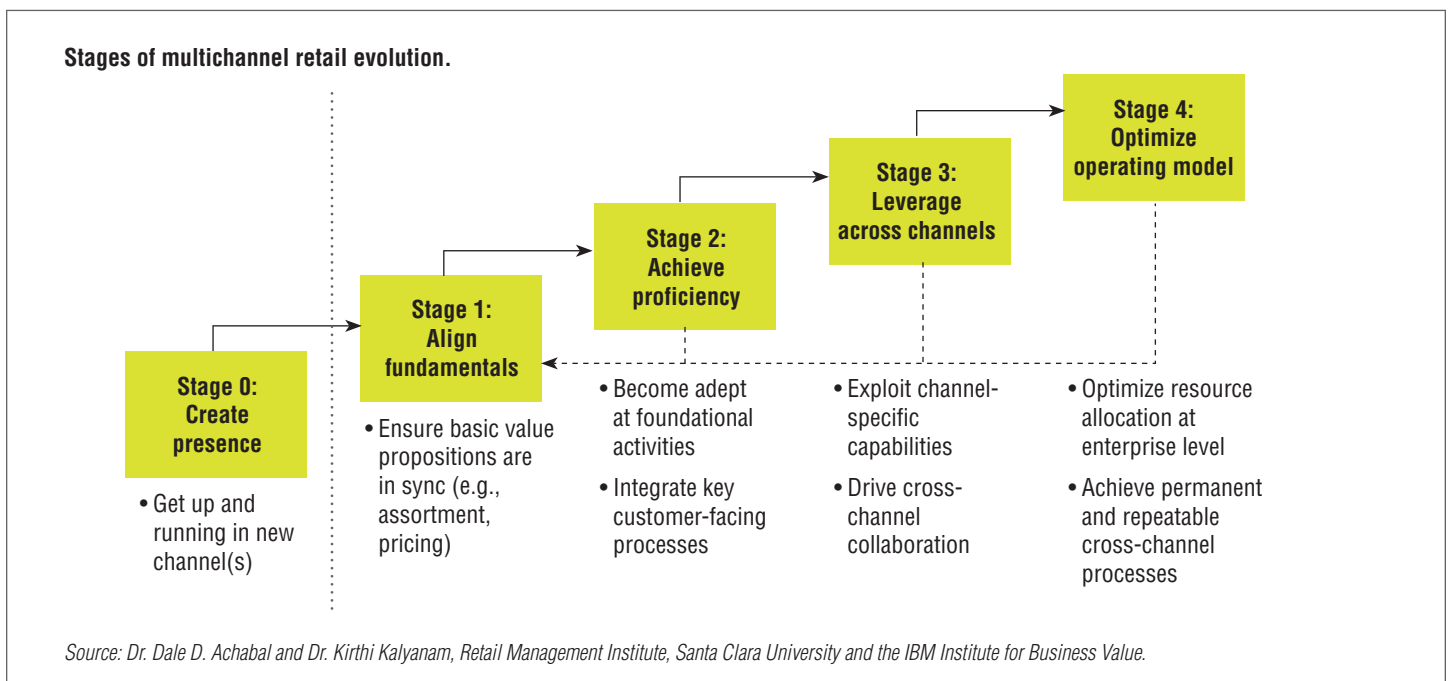 Stages of multichannel retail evolution.
Stage 0:
Create
presence
• Get up and
running in new
channel(s)
Stage 1:
Align
fundamentals
• Ensure basic value
propositions are
in sync (e.g.,
assortment,
pricing)
Stage 2:
Achieve
proficiency
• Become adept
at foundational
activities
• Integrate key
customer-facing
processes
Stage 3:
Leverage
across channels
• Exploit channel-
specific
capabilities
• Drive cross-
channel
collaboration
Stage 4:
Optimize
operating model
• Optimize resource
allocation at
enterprise level
• Achieve permanent
and repeatable
cross-channel
processes
Source: Dr. Dale D. Achabal and Dr. Kirthi Kalyanam, Retail Management Institute, Santa Clara University and the IBM Institute for Business Value.